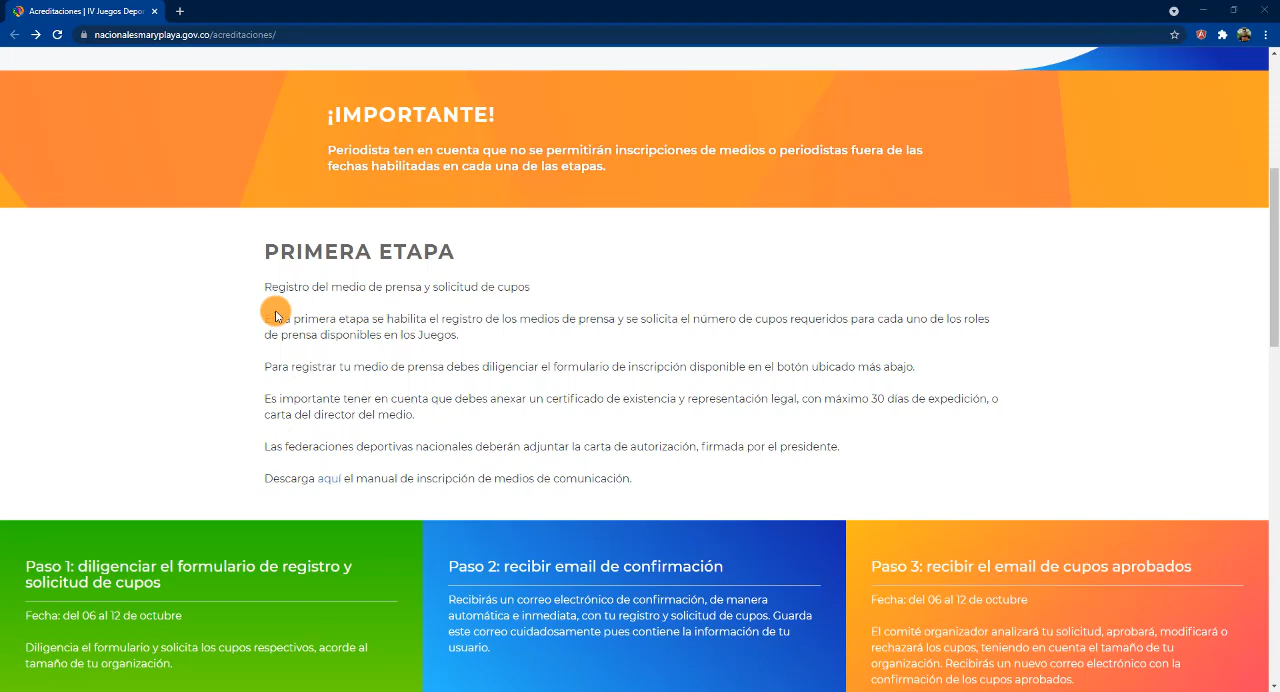 Acreditaciones | IV Juegos Depor
nacionalesmaryplaya.gov.co/acreditaciones/
¡IMPORTANTE!
Periodista ten en cuenta que no se permitirán inscripciones de medios o periodistas fuera de las
fechas habilitadas en cada una de las etapas.
PRIMERA ETAPA
Registro del medio de prensa y solicitud de cupos
primera etapa se habilita el registro de los medios de prensa y se solicita el número de cupos requeridos para cada uno de los roles
de prensa disponibles en los Juegos.
Para registrar tu medio de prensa debes diligenciar el formulario de inscripción disponible en el botón ubicado más abajo.
Es importante tener en cuenta que debes anexar un certificado de existencia y representación legal, con máximo 30 días de expedición, o
carta del director del medio.
Las federaciones deportivas nacionales deberán adjuntar la carta de autorización, firmada por el presidente.
Descarga aquí el manual de inscripción de medios de comunicación.
Paso 1: diligenciar el formulario de registro y
solicitud de cupos
Fecha: del 06 al 12 de octubre
Diligencia el formulario y solicita los cupos respectivos, acorde al
tamaño de tu organización.
Paso 2: recibir email de confirmación
Recibirás un correo electrónico de confirmación, de manera
automática e inmediata, con tu registro y solicitud de cupos. Guarda
este correo cuidadosamente pues contiene la información de tu
usuario.
Paso 3: recibir el email de cupos aprobados
Fecha: del 06 al 12 de octubre
El comité organizador analizará tu solicitud, aprobará, modificará o
rechazará los cupos, teniendo en cuenta el tamaño de tu
organización. Recibirás un nuevo correo electrónico con la
confirmación de los cupos aprobados.